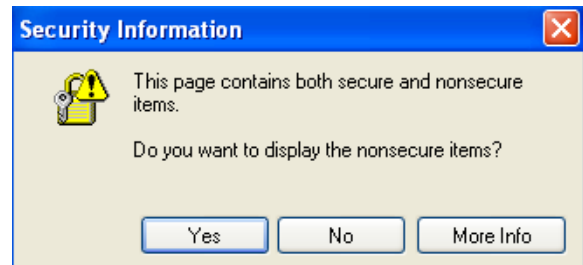 Security Information
This page contains both secure and nonsecure
items.
Do you want to display the nonsecure items?
Yes No More Info